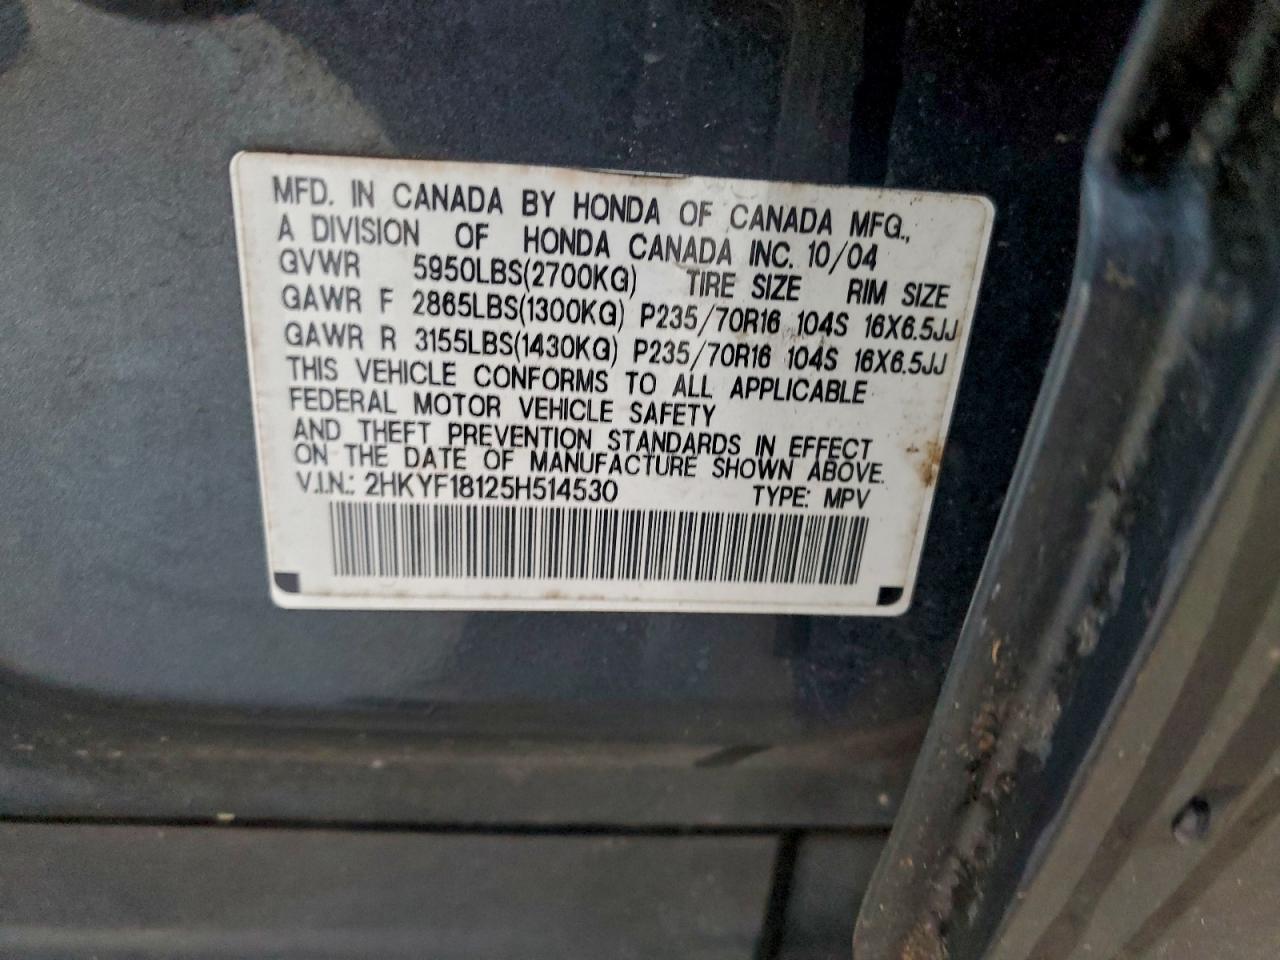 MFD. IN CANADA BY HONDA OF CANADA MFG.,
A DIVISION OF HONDA CANADA INC. 10/04
GVWR 5950LBS(2700KG) TIRE SIZE RIM SIZE
GAWR F 2865LBS(1300KG) P235/70R16 104S 16X6.5JJ
GAWR R 3155LBS(1430KG) P235/70R16 104S 16X6.5JJ
THIS VEHICLE CONFORMS TO ALL APPLICABLE
FEDERAL MOTOR VEHICLE SAFETY
AND THEFT PREVENTION STANDARDS IN EFFECT
ON THE DATE OF MANUFACTURE SHOWN ABOVE.
V.I.N.: 2HKYF18125H514530 TYPE: MPV